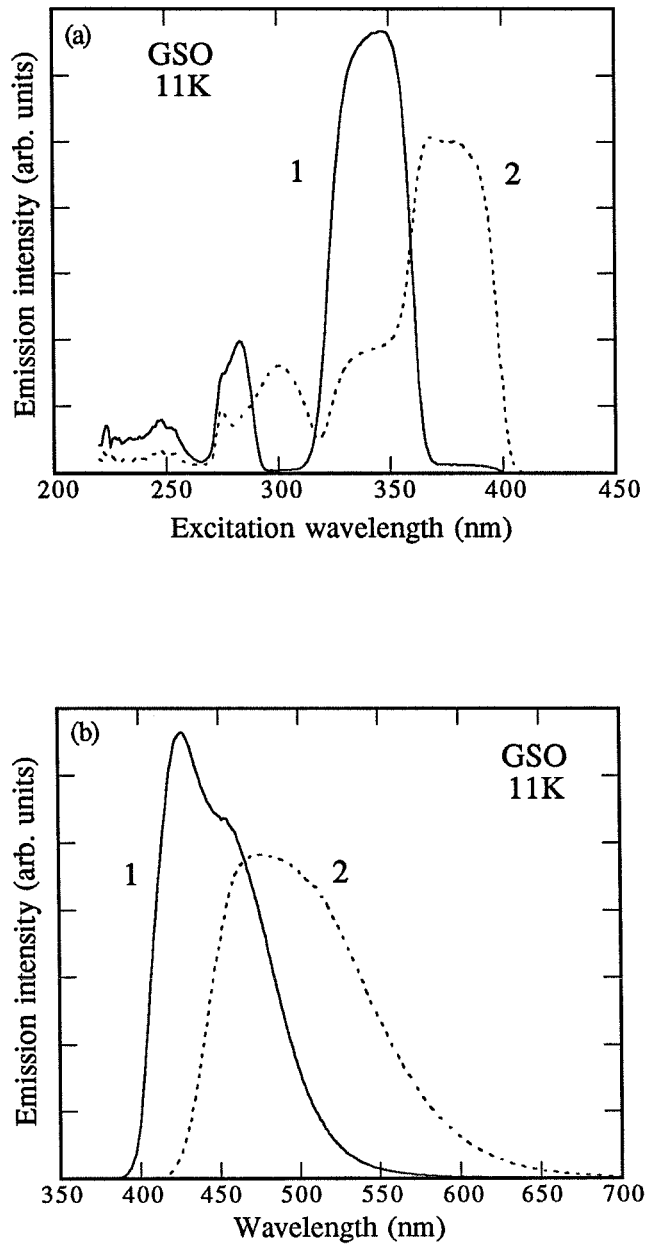 (a)
GSO
11K
1
2
Emission intensity (arb. units)
200 250 300 350 400 450
Excitation wavelength (nm)
(b)
GSO
11K
1
2
Emission intensity (arb. units)
350 400 450 500 550 600 650 700
Wavelength (nm)